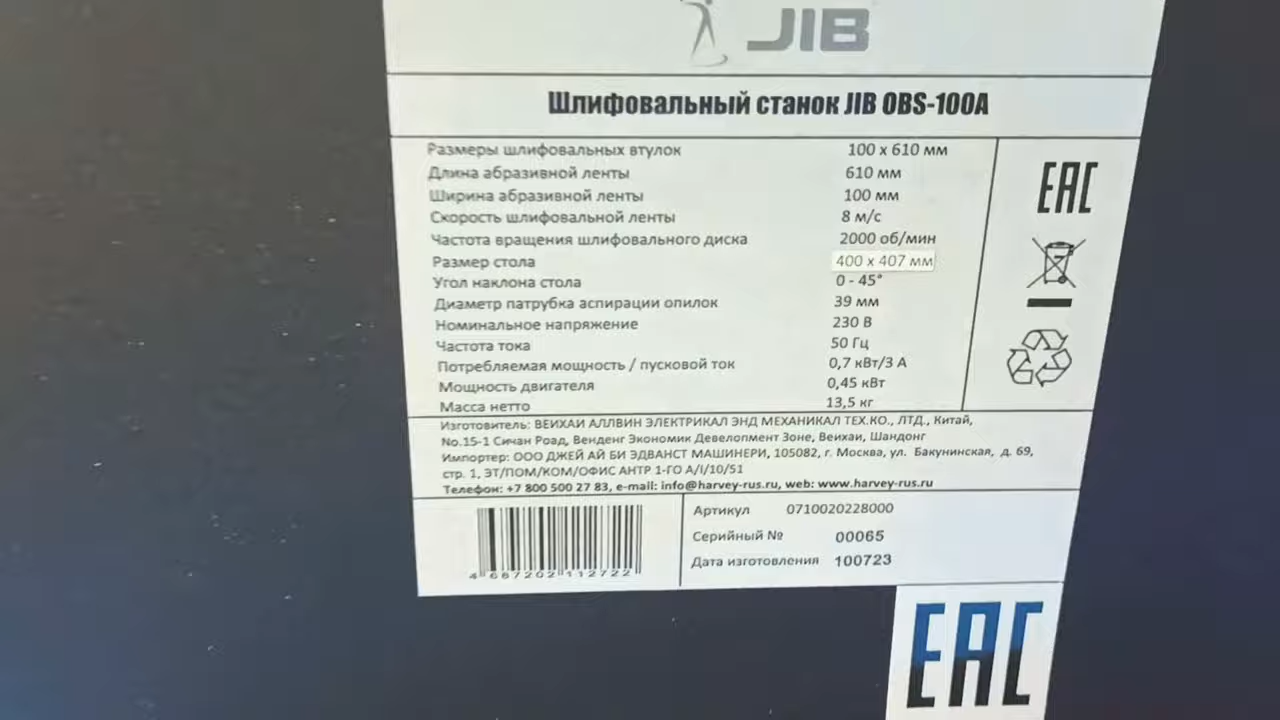 JIB
Шлифовальный станок JIB OBS-100A
Размеры шлифовальных втулок 100 x 610 мм
Длина абразивной ленты 610 мм
Ширина абразивной ленты 100 мм
Скорость шлифовальной ленты 8 м/с
Частота вращения шлифовального диска 2000 об/мин
Размер стола 400 x 407 мм
Угол наклона стола 0 - 45°
Диаметр патрубка аспирации опилок 39 мм
Номинальное напряжение 230 В
Частота тока 50 Гц
Потребляемая мощность / пусковой ток 0,7 кВт/3 А
Мощность двигателя 0,45 кВт
Масса нетто 13,5 кг
EAC
Изготовитель: ВЕИХАИ АЛЛВИН ЭЛЕКТРИКАЛ ЭНД МЕХАНИКАЛ ТЕХ.КО., ЛТД., Китай,
No.15-1 Сичан Роад, Венденг Экономик Девелопмент Зоне, Веихаи, Шандонг
Импортер: ООО ДЖЕЙ АЙ БИ ЭДВАНСТ МАШИНЕРИ, 105082, г. Москва, ул. Бакунинская, д. 69,
стр. 1, ЭТ/ПОМ/КОМ/ОФИС АНТР 1-ГО А/I/10/51
Телефон: +7 800 500 27 83, e-mail: info@harvey-rus.ru, web: www.harvey-rus.ru
4 687202 112722
Артикул 0710020228000
Серийный № 00065
Дата изготовления 100723
EAC